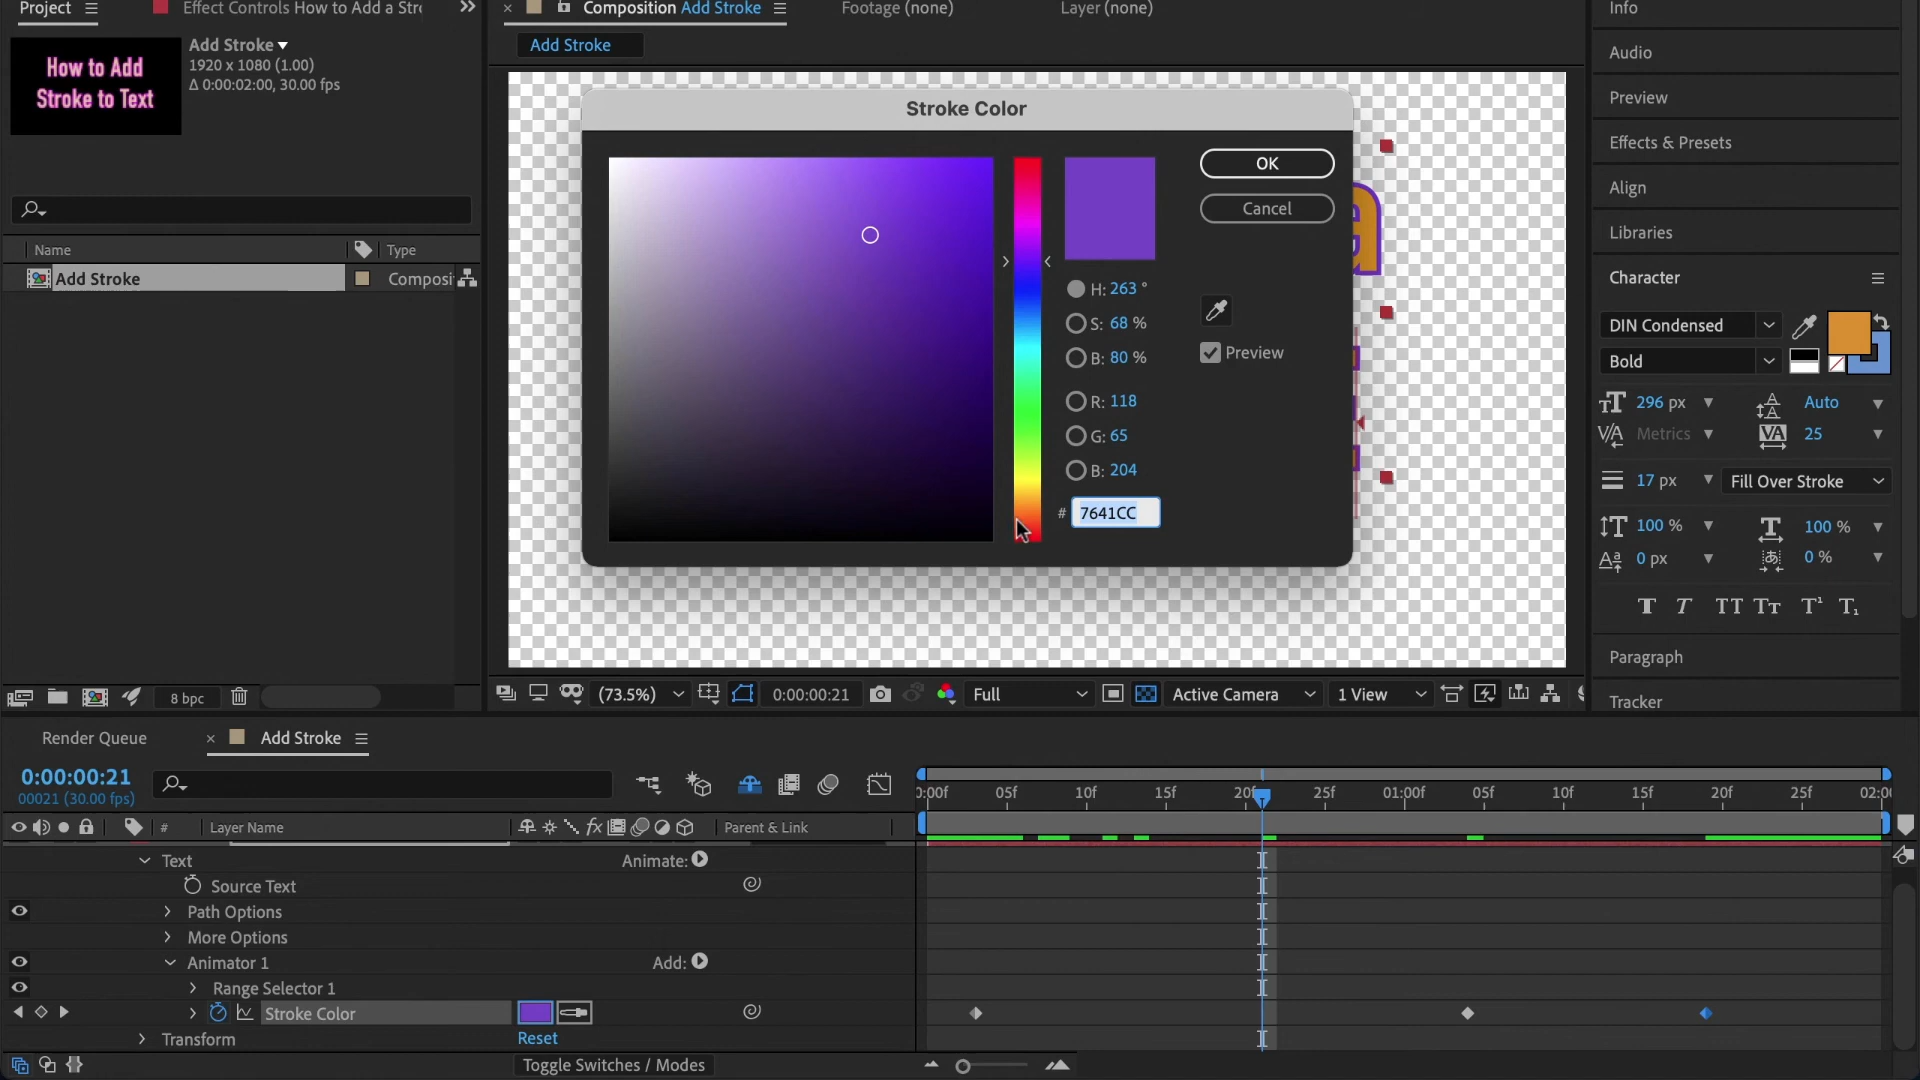 Project
Effect Controls How to Add a Str
Composition Add Stroke
Footage (none)
Layer (none)
Info
How to Add
Stroke to Text
Add Stroke
1920 x 1080 (1.00)
Δ 0:00:02:00, 30.00 fps
Add Stroke
Audio
Preview
Effects & Presets
Align
Libraries
Character
Name
Type
Add Stroke
Composi
Stroke Color
OK
Cancel
H: 263 °
S: 68 %
B: 80 %
Preview
R: 118
G: 65
B: 204
# 7641CC
DIN Condensed
Bold
296 px
Auto
Metrics
25
17 px
Fill Over Stroke
100 %
100 %
0 px
0 %
Paragraph
Tracker
8 bpc
(73.5%)
0:00:00:21
Full
Active Camera
1 View
Render Queue
Add Stroke
0:00:00:21
00021 (30.00 fps)
0:00f
05f
10f
15f
20f
25f
01:00f
05f
10f
15f
20f
25f
02:00
#
Layer Name
fx
Parent & Link
Text
Animate:
Source Text
Path Options
More Options
Animator 1
Add:
Range Selector 1
Stroke Color
Transform
Reset
Toggle Switches / Modes